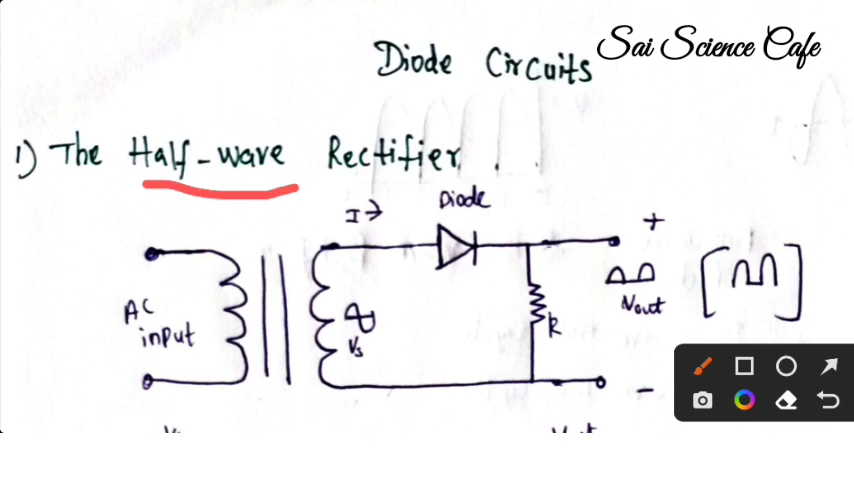 Sai Science Cafe
Diode Circuits
1) The Half-wave Rectifier.
Diode
I
+
AC
input
Vs
R
Vout
-